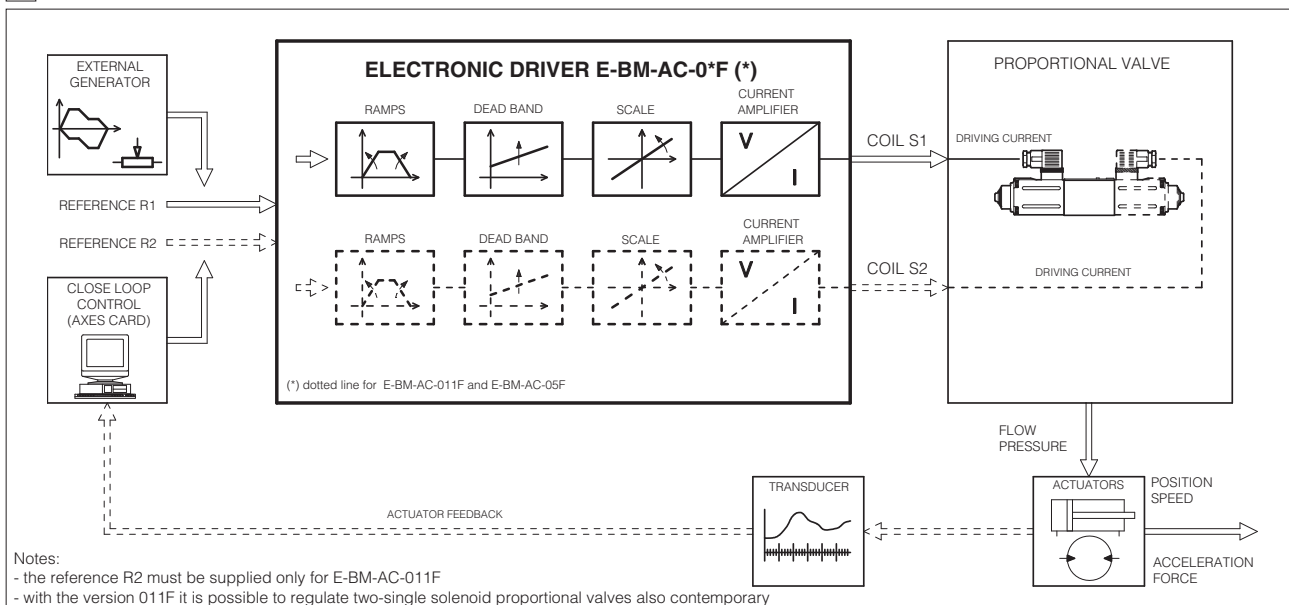 EXTERNAL
GENERATOR
REFERENCE R1
REFERENCE R2
CLOSE LOOP
CONTROL
(AXES CARD)
ELECTRONIC DRIVER E-BM-AC-0*F (*)
RAMPS
DEAD BAND
SCALE
CURRENT
AMPLIFIER
V
I
RAMPS
DEAD BAND
SCALE
CURRENT
AMPLIFIER
V
I
(*) dotted line for E-BM-AC-011F and E-BM-AC-05F
COIL S1
COIL S2
PROPORTIONAL VALVE
DRIVING CURRENT
DRIVING CURRENT
FLOW
PRESSURE
ACTUATORS
POSITION
SPEED
ACCELERATION
FORCE
TRANSDUCER
ACTUATOR FEEDBACK
Notes:
- the reference R2 must be supplied only for E-BM-AC-011F
- with the version 011F it is possible to regulate two-single solenoid proportional valves also contemporary